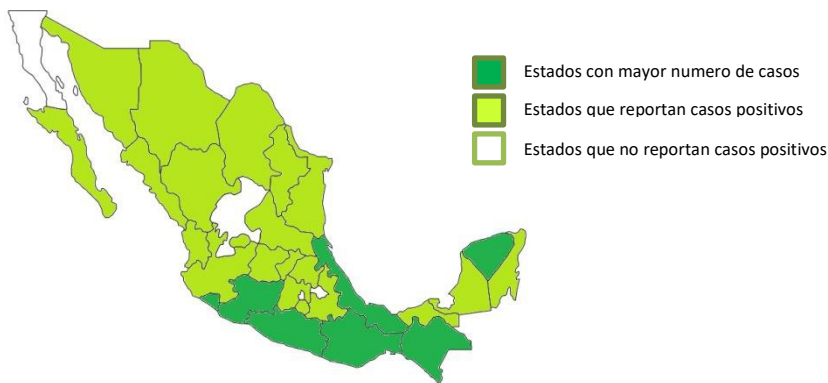 Estados con mayor numero de casos
Estados que reportan casos positivos
Estados que no reportan casos positivos